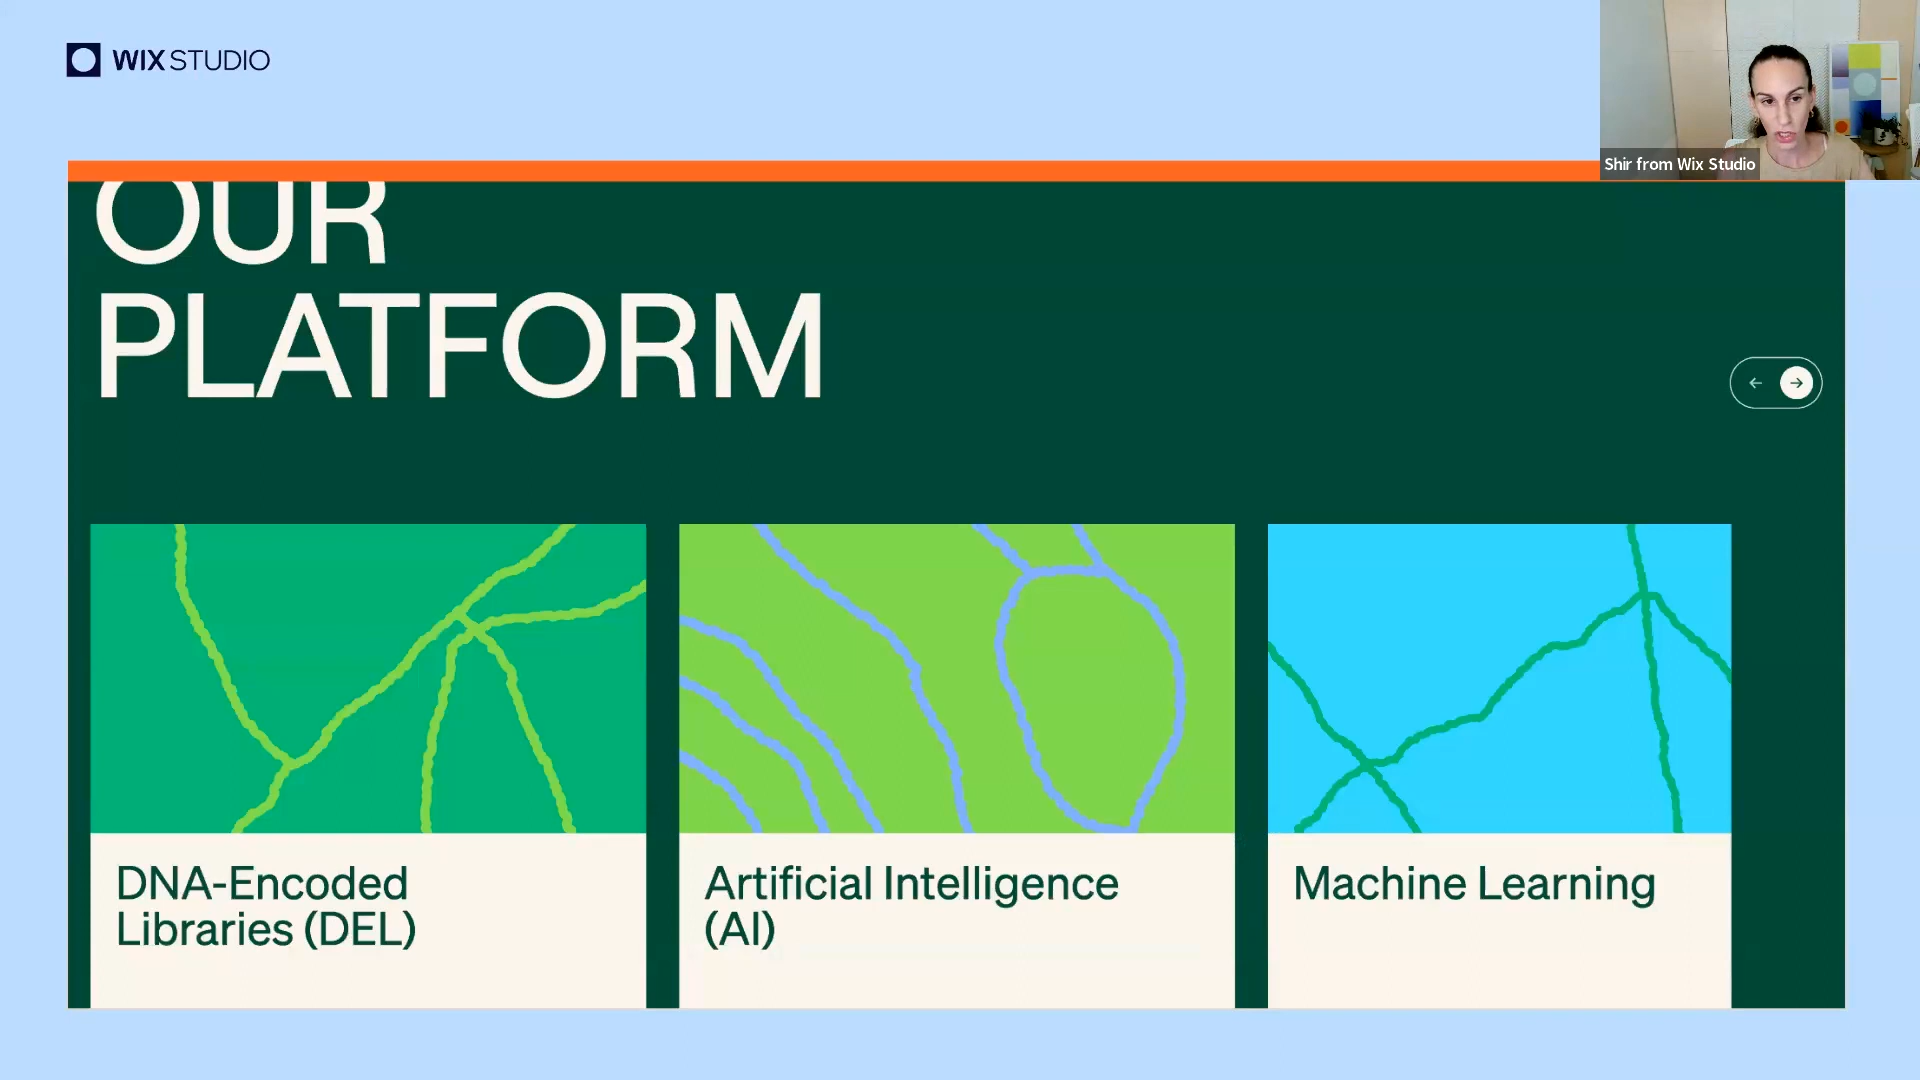 WIX STUDIO
Shir from Wix Studio
OUR
PLATFORM
DNA-Encoded
Libraries (DEL)
Artificial Intelligence
(AI)
Machine Learning